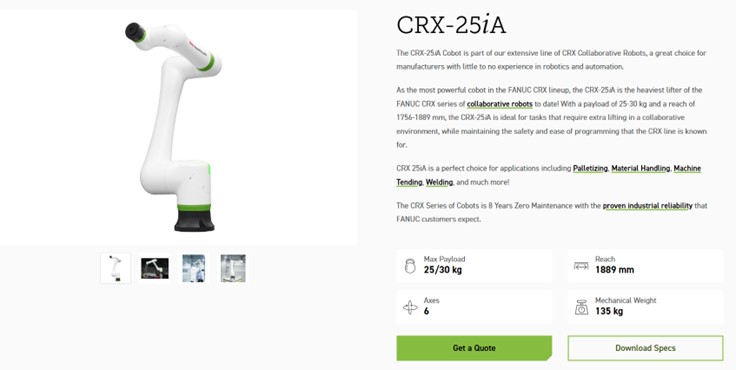 CRX-25iA
The CRX-25iA Cobot is part of our extensive line of CRX Collaborative Robots, a great choice for
manufacturers with little to no experience in robotics and automation.
As the most powerful cobot in the FANUC CRX lineup, the CRX-25iA is the heaviest lifter of the
FANUC CRX series of collaborative robots to date! With a payload of 25-30 kg and a reach of
1756-1889 mm, the CRX-25iA is ideal for tasks that require extra lifting in a collaborative
environment, while maintaining the safety and ease of programming that the CRX line is known
for.
CRX 25iA is a perfect choice for applications including Palletizing, Material Handling, Machine
Tending, Welding, and much more!
The CRX Series of Cobots is 8 Years Zero Maintenance with the proven industrial reliability that
FANUC customers expect.
Max Payload
25/30 kg
Reach
1889 mm
Axes
6
Mechanical Weight
135 kg
Get a Quote
Download Specs